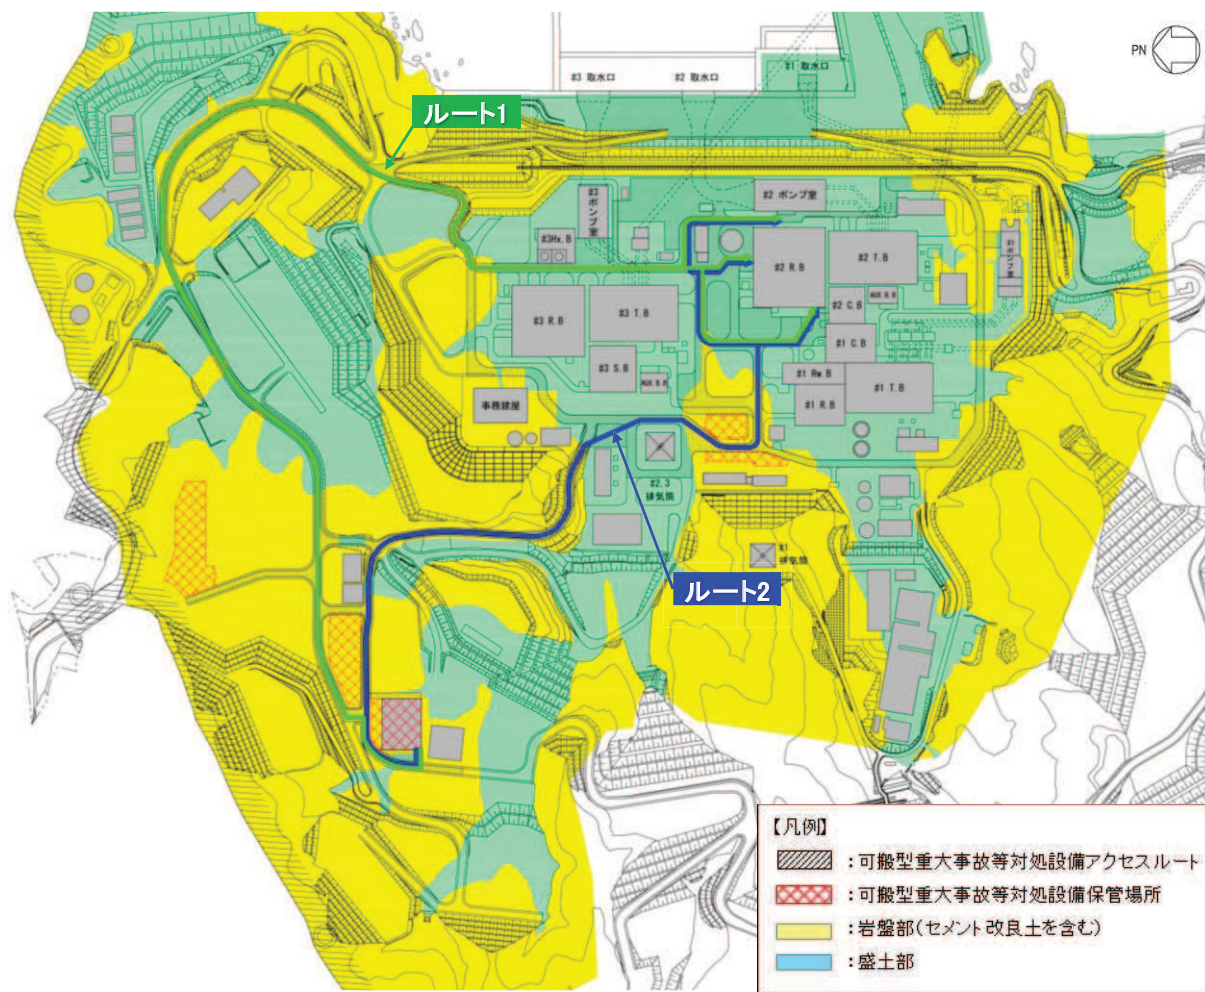 PN
#3 取水口
#2 取水口
#1 取水口
ルート1
#3
ポンプ室
#2 ポンプ室
#1
ポンプ室
#3Hx.B
#2 R.B
#2 T.B
#2 C.B
AUX.B.B
#3 R.B
#3 T.B
#1 C.B
#3 S.B
AUX.B.B
#1 Rw.B
#1 T.B
#1 R.B
事務建屋
#2,3
排気筒
#1
排気筒
ルート2
【凡例】
：可搬型重大事故等対処設備アクセスルート
：可搬型重大事故等対処設備保管場所
：岩盤部(セメント改良土を含む)
：盛土部